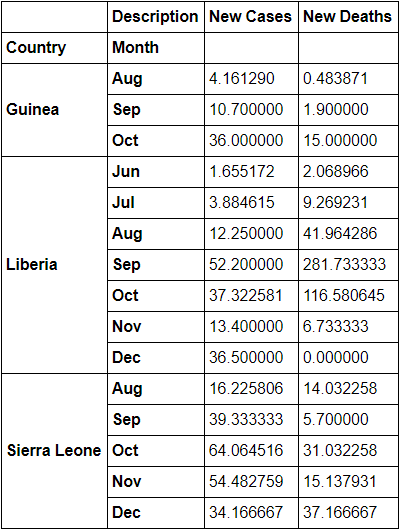 Description New Cases New Deaths
Country Month
Guinea Aug 4.161290 0.483871
Sep 10.700000 1.900000
Oct 36.000000 15.000000
Liberia Jun 1.655172 2.068966
Jul 3.884615 9.269231
Aug 12.250000 41.964286
Sep 52.200000 281.733333
Oct 37.322581 116.580645
Nov 13.400000 6.733333
Dec 36.500000 0.000000
Sierra Leone Aug 16.225806 14.032258
Sep 39.333333 5.700000
Oct 64.064516 31.032258
Nov 54.482759 15.137931
Dec 34.166667 37.166667